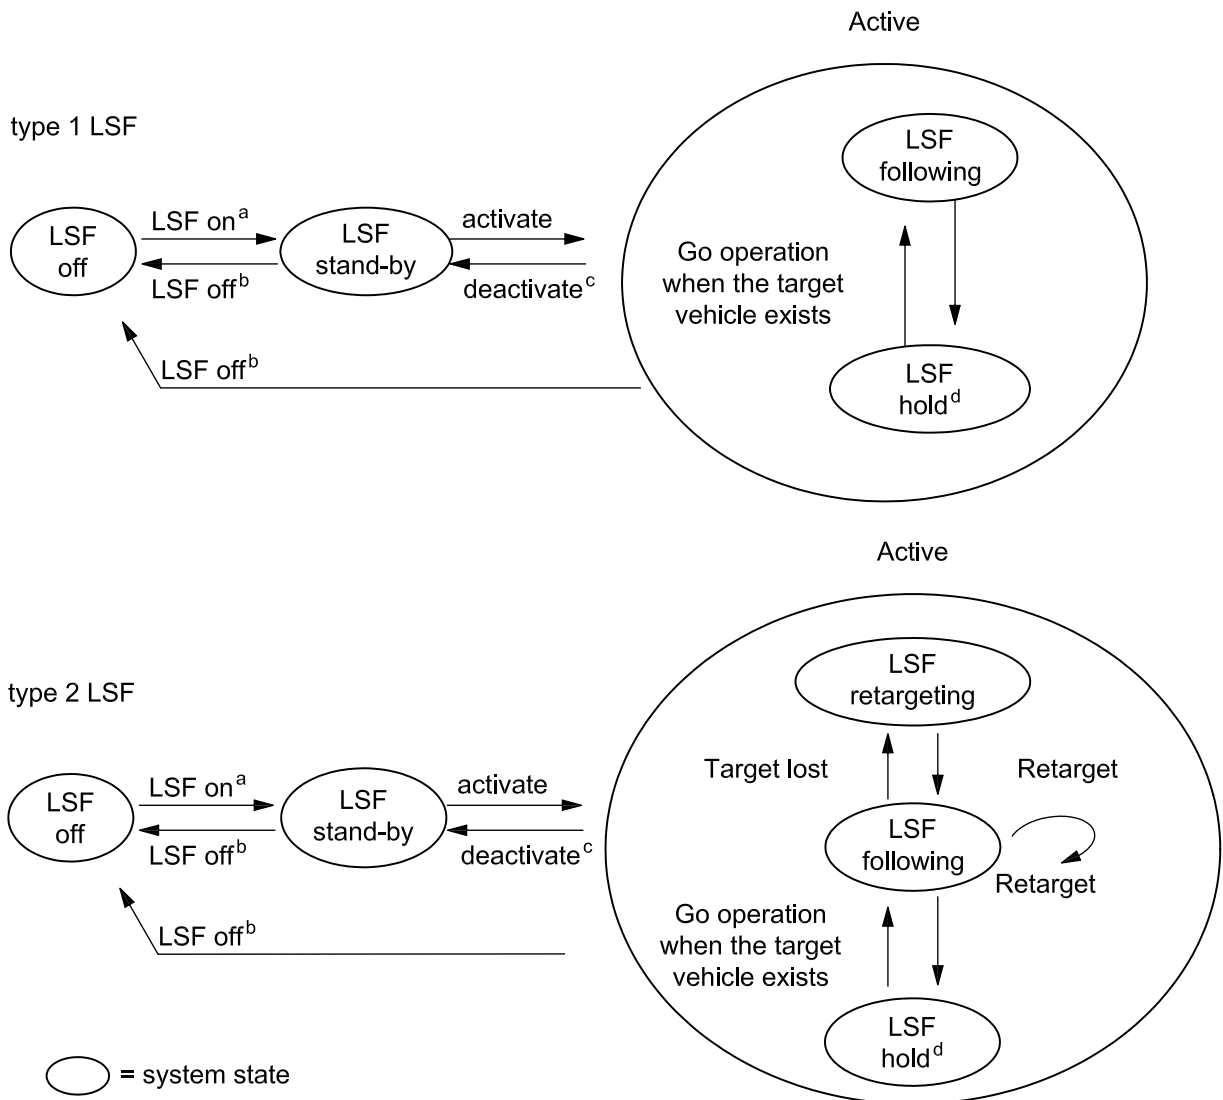 Active
type 1 LSF
LSF
following
LSF
off
LSF on a
LSF off b
LSF
stand-by
activate
deactivate c
Go operation
when the target
vehicle exists
LSF off b
LSF
hold d
Active
type 2 LSF
LSF
retargeting
Target lost
Retarget
LSF
off
LSF on a
LSF off b
LSF
stand-by
activate
deactivate c
LSF
following
Retarget
LSF off b
Go operation
when the target
vehicle exists
LSF
hold d
= system state